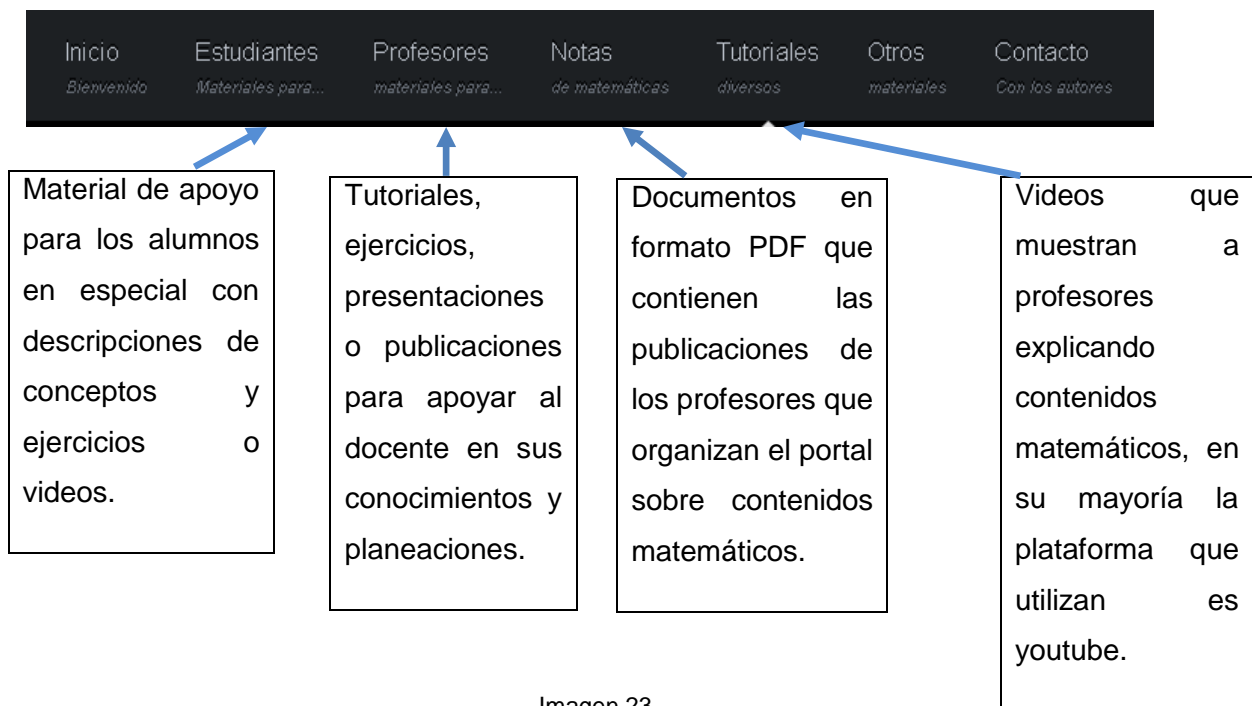 Inicio Estudiantes Profesores Notas Tutoriales Otros Contacto
Bienvenido Materiales para... materiales para... de matemáticas diversos materiales Con los autores
Material de apoyo
para los alumnos
en especial con
descripciones de
conceptos y
ejercicios o
videos.
Tutoriales,
ejercicios,
presentaciones
o publicaciones
para apoyar al
docente en sus
conocimientos y
planeaciones.
Documentos en
formato PDF que
contienen las
publicaciones de
los profesores que
organizan el portal
sobre contenidos
matemáticos.
Videos que
muestran a
profesores
explicando
contenidos
matemáticos, en
su mayoría la
plataforma que
utilizan es
youtube.
Imagen 23